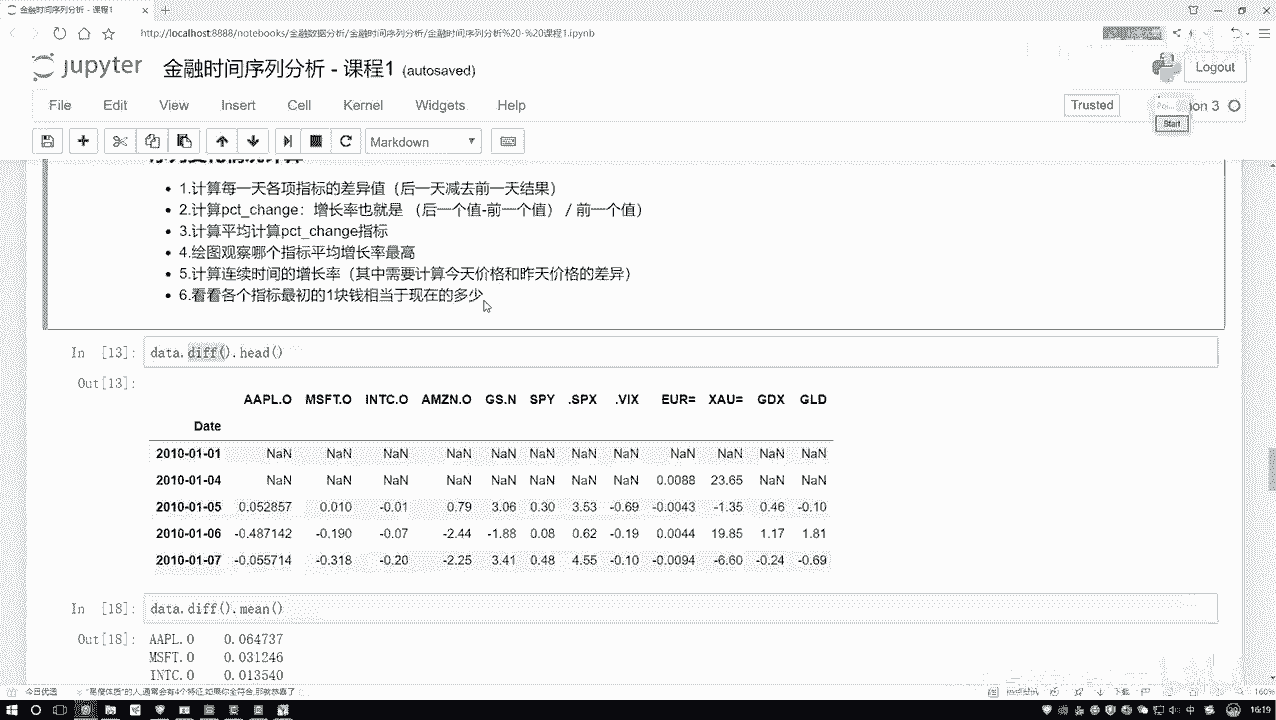 金融时间序列分析 - 课程1
http://localhost:8888/notebooks/金融数据分析/金融时间序列分析/金融时间序列分析%20-%20课程1.ipynb
jupyter 金融时间序列分析 - 课程1 (autosaved)
Logout
File Edit View Insert Cell Kernel Widgets Help
Trusted
on 3
Start
Markdown
1.计算每一天各项指标的差异值（后一天减去前一天结果）
2.计算pct_change：增长率也就是 （后一个值-前一个值）/ 前一个值）
3.计算平均计算pct_change指标
4.绘图观察哪个指标平均增长率最高
5.计算连续时间的增长率（其中需要计算今天价格和昨天价格的差异）
6.看看各个指标最初的1块钱相当于现在的多少
In [13]: data.diff().head()
Out[13]:
AAPL.O MSFT.O INTC.O AMZN.O GS.N SPY .SPX .VIX EUR= XAU= GDX GLD
Date
2010-01-01 NaN NaN NaN NaN NaN NaN NaN NaN NaN NaN NaN NaN
2010-01-04 NaN NaN NaN NaN NaN NaN NaN NaN 0.0088 23.65 NaN NaN
2010-01-05 0.052857 0.010 -0.01 0.79 3.06 0.30 3.53 -0.69 -0.0043 -1.35 0.46 -0.10
2010-01-06 -0.487142 -0.190 -0.07 -2.44 -1.88 0.08 0.62 -0.19 0.0044 19.85 1.17 1.81
2010-01-07 -0.055714 -0.318 -0.20 -2.25 3.41 0.48 4.55 -0.10 -0.0094 -6.60 -0.24 -0.69
In [18]: data.diff().mean()
Out[18]: AAPL.O 0.064737
MSFT.O 0.031246
INTC.O 0.013540
今日优选
160%
16:19